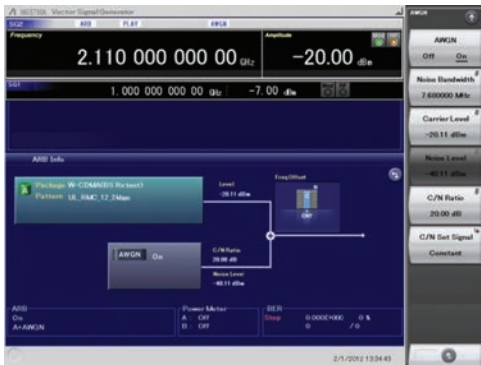 MS2711A Vector Signal Generator
SG2 ARB PLAY AWGN
Frequency
2.110 000 000 00 GHz
Amplitude
-20.00 dBm
SG1
1. 000 000 000 00 GHz
-7. 00 dBm
ARB Info
A Package W-CDMA(BS Rx test)
Pattern UL_RMC_12_2kbps
Level
-20.11 dBm
Freq Offset
AWGN On
C/N Ratio
20.00 dB
Noise Level
-40.11 dBm
ARB
On
A+AWGN
Power Meter
A : Off
B : Off
BER
Stop 0.000E+000 0 %
0 / 0
2/1/2012 13:34:43
AWGN
AWGN
Off On
Noise Bandwidth
7.680000 MHz
Carrier Level
-20.11 dBm
Noise Level
-40.11 dBm
C/N Ratio
20.00 dB
C/N Set Signal
Constant